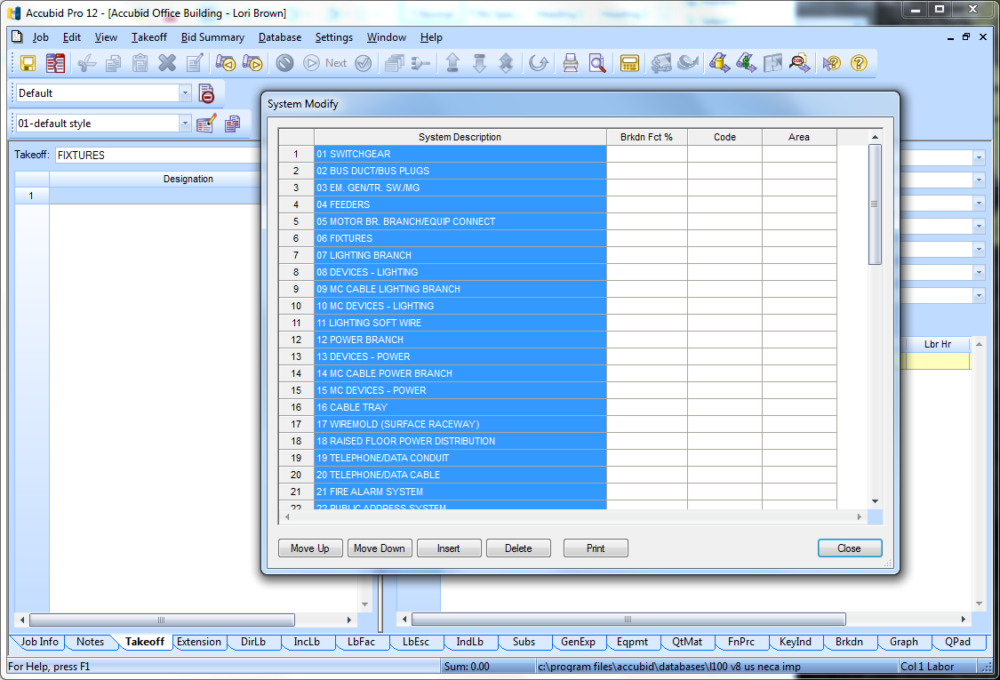 Accubid Pro 12 - [Accubid Office Building - Lori Brown]
Job Edit View Takeoff Bid Summary Database Settings Window Help
Next
Default
01-default style
System Modify
Takeoff: FIXTURES
Designation
1
System Description Brkdn Fct % Code Area
1 01 SWITCHGEAR
2 02 BUS DUCT/BUS PLUGS
3 03 EM. GEN/TR. SW./MG
4 04 FEEDERS
5 05 MOTOR BR. BRANCH/EQUIP CONNECT
6 06 FIXTURES
7 07 LIGHTING BRANCH
8 08 DEVICES - LIGHTING
9 09 MC CABLE LIGHTING BRANCH
10 10 MC DEVICES - LIGHTING
11 11 LIGHTING SOFT WIRE
12 12 POWER BRANCH
13 13 DEVICES - POWER
14 14 MC CABLE POWER BRANCH
15 15 MC DEVICES - POWER
16 16 CABLE TRAY
17 17 WIREMOLD (SURFACE RACEWAY)
18 18 RAISED FLOOR POWER DISTRIBUTION
19 19 TELEPHONE/DATA CONDUIT
20 20 TELEPHONE/DATA CABLE
21 21 FIRE ALARM SYSTEM
22 22 PUBLIC ADDRESS SYSTEM
Lbr Hr
Move Up Move Down Insert Delete Print Close
Job Info Notes Takeoff Extension DirLb IncLb LbFac LbEsc IndLb Subs GenExp Eqpmt QtMat FnPrc KeyInd Brkdn Graph QPad
For Help, press F1 Sum: 0.00 c:\program files\accubid\databases\l100 v8 us neca imp Col 1 Labor